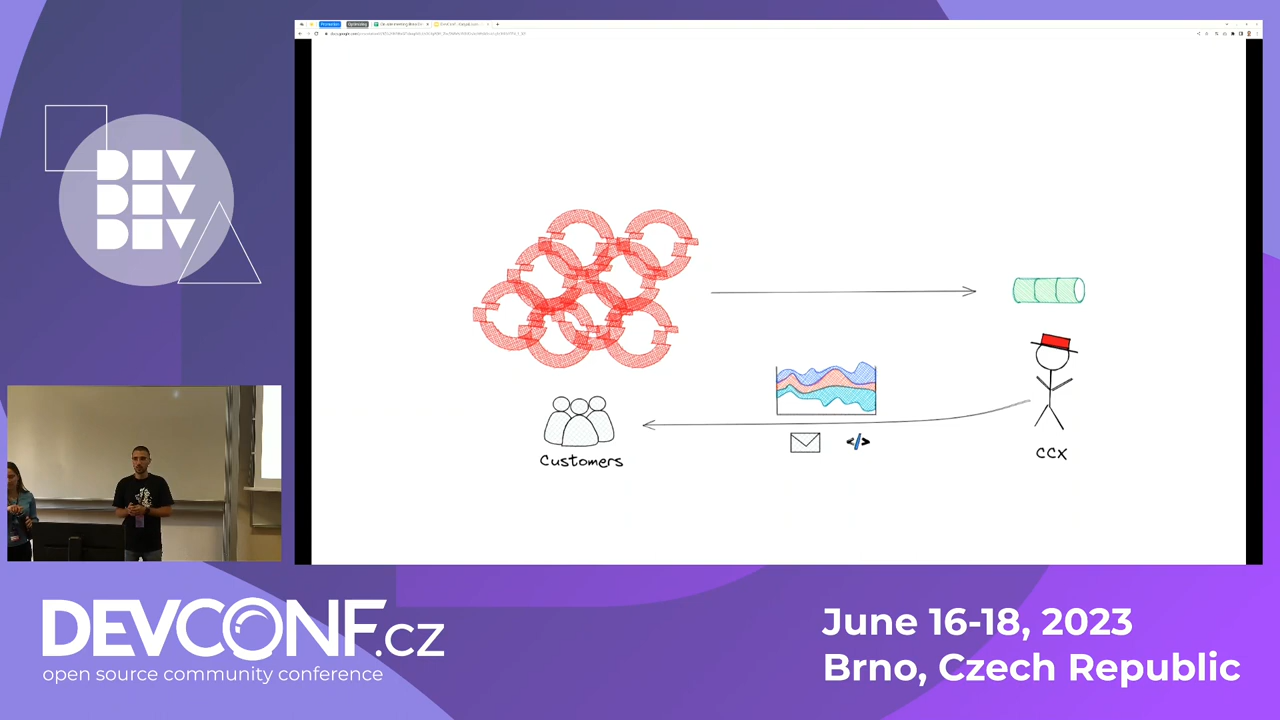 DEV
DEV
DEV
Customers
</>
CCX
DEVCONF.cz
open source community conference
June 16-18, 2023
Brno, Czech Republic